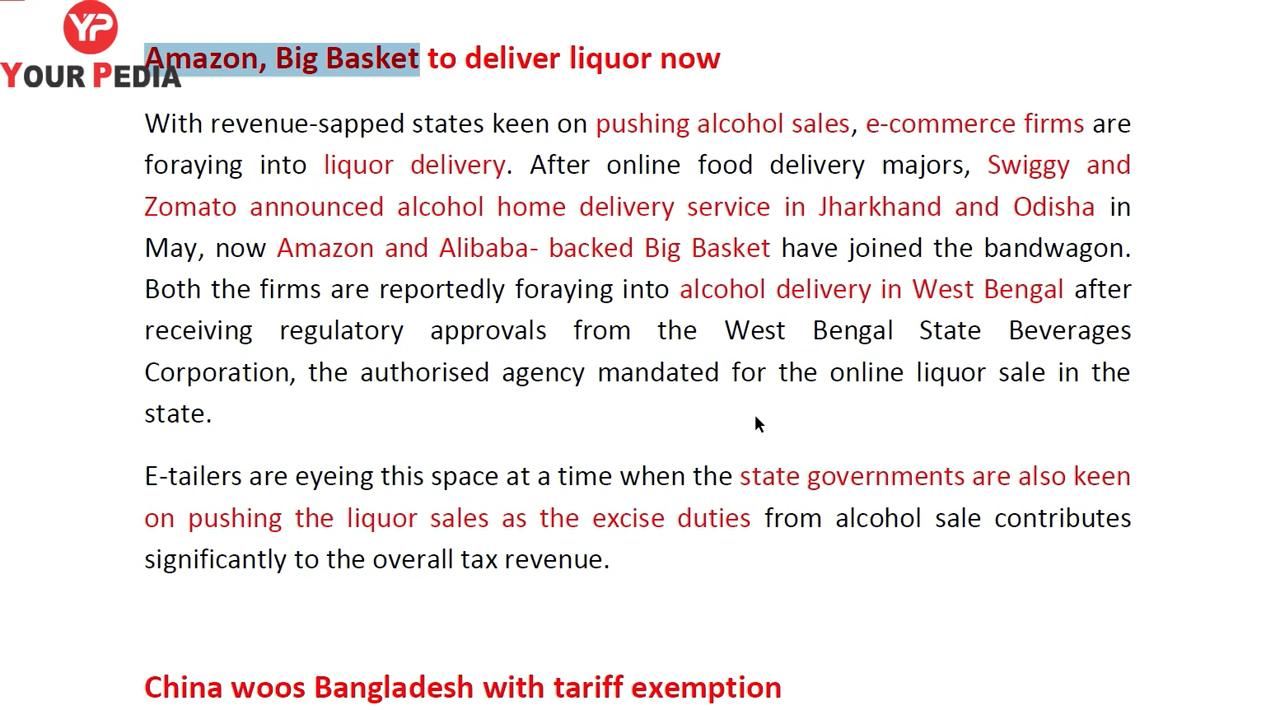 YP
YOUR PEDIA
Amazon, Big Basket to deliver liquor now
With revenue-sapped states keen on pushing alcohol sales, e-commerce firms are
foraying into liquor delivery. After online food delivery majors, Swiggy and
Zomato announced alcohol home delivery service in Jharkhand and Odisha in
May, now Amazon and Alibaba- backed Big Basket have joined the bandwagon.
Both the firms are reportedly foraying into alcohol delivery in West Bengal after
receiving regulatory approvals from the West Bengal State Beverages
Corporation, the authorised agency mandated for the online liquor sale in the
state.
E-tailers are eyeing this space at a time when the state governments are also keen
on pushing the liquor sales as the excise duties from alcohol sale contributes
significantly to the overall tax revenue.
China woos Bangladesh with tariff exemption